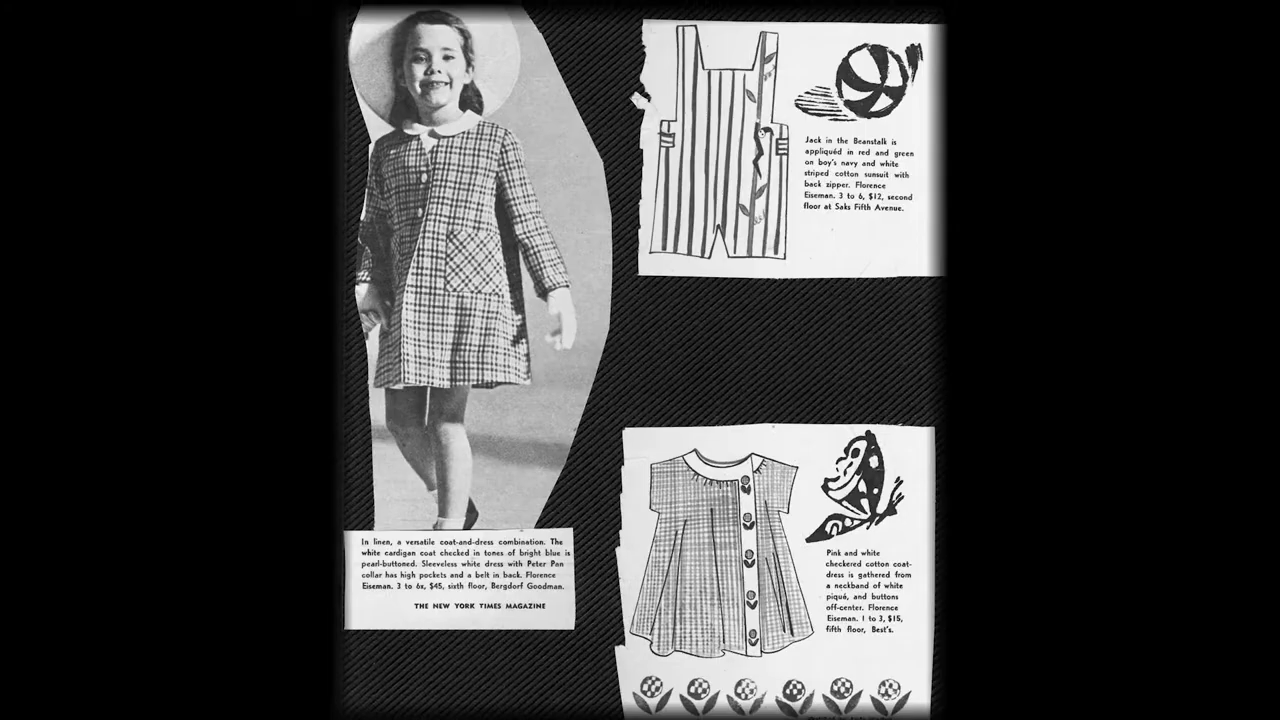 In linen, a versatile coat-and-dress combination. The
white cardigan coat checked in tones of bright blue is
pearl-buttoned. Sleeveless white dress with Peter Pan
collar has high pockets and a belt in back. Florence
Eiseman. 3 to 6x, $45, sixth floor, Bergdorf Goodman.
THE NEW YORK TIMES MAGAZINE
Jack in the Beanstalk is
appliquéd in red and green
on boy's navy and white
striped cotton sunsuit with
back zipper. Florence
Eiseman. 3 to 6, $12, second
floor at Saks Fifth Avenue.
Pink and white
checkered cotton coat-
dress is gathered from
a neckband of white
piqué, and buttons
off-center. Florence
Eiseman. 1 to 3, $15,
fifth floor, Best's.